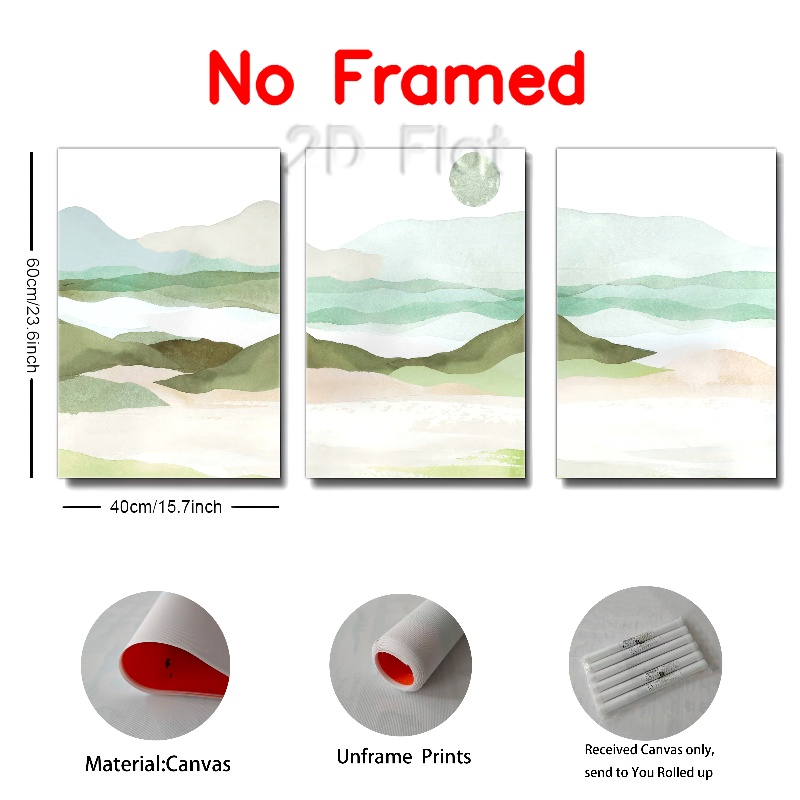 No Framed
2D Flat
60cm/23.6inch
40cm/15.7inch
Material:Canvas
Unframe Prints
Received Canvas only,
send to You Rolled up